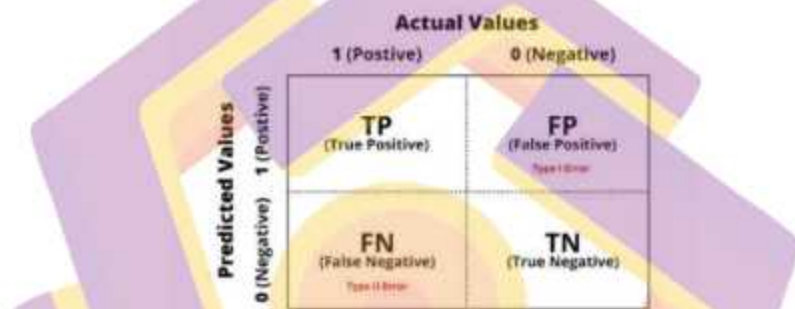 Actual Values
1 (Postive)
0 (Negative)
Predicted Values
1 (Postive)
TP
(True Positive)
FP
(False Positive)
Type I Error
0 (Negative)
FN
(False Negative)
Type II Error
TN
(True Negative)